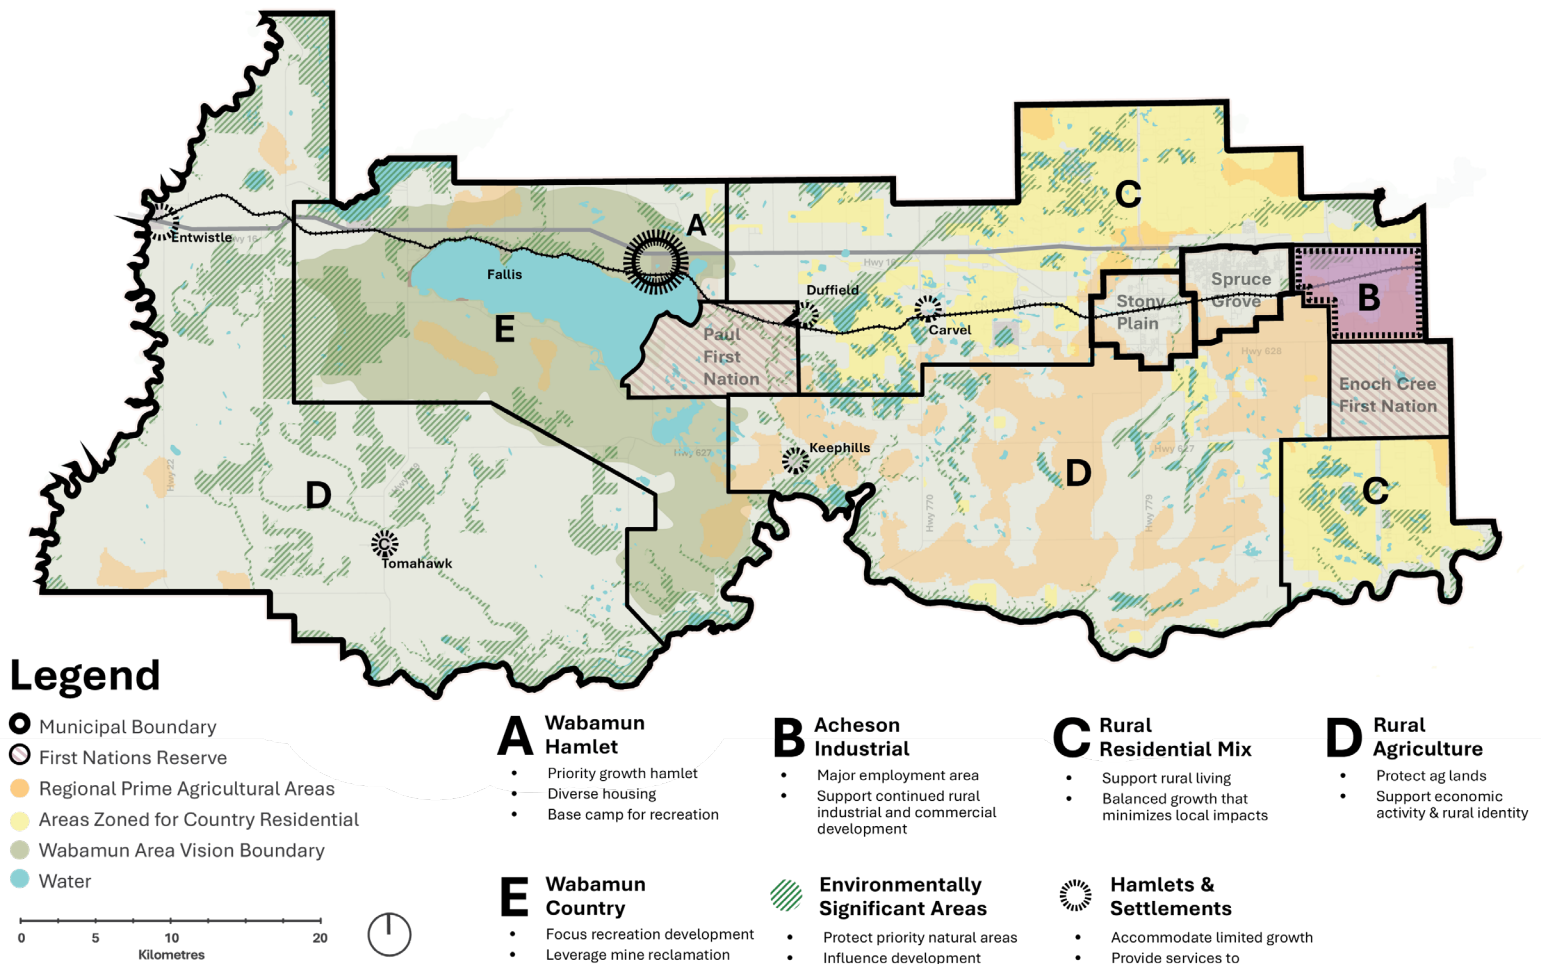 A
C
Entwistle
Hwy 16
Fallis
Hwy 16
Duffield
Spruce
Grove
Stony
Plain
B
Carvel
E
Paul
First
Nation
Hwy 628
Enoch Cree
First Nation
Keephills
Hwy 627
Hwy 627
Hwy 22
D
D
C
Hwy 770
Hwy 779
C
Tomahawk
Legend
Municipal Boundary
First Nations Reserve
Regional Prime Agricultural Areas
Areas Zoned for Country Residential
Wabamun Area Vision Boundary
Water
0 5 10 20
Kilometres
A Wabamun
Hamlet
• Priority growth hamlet
• Diverse housing
• Base camp for recreation
B Acheson
Industrial
• Major employment area
• Support continued rural
industrial and commercial
development
C Rural
Residential Mix
• Support rural living
• Balanced growth that
minimizes local impacts
D Rural
Agriculture
• Protect ag lands
• Support economic
activity & rural identity
E Wabamun
Country
• Focus recreation development
• Leverage mine reclamation
Environmentally
Significant Areas
• Protect priority natural areas
• Influence development
Hamlets &
Settlements
• Accommodate limited growth
• Provide services to